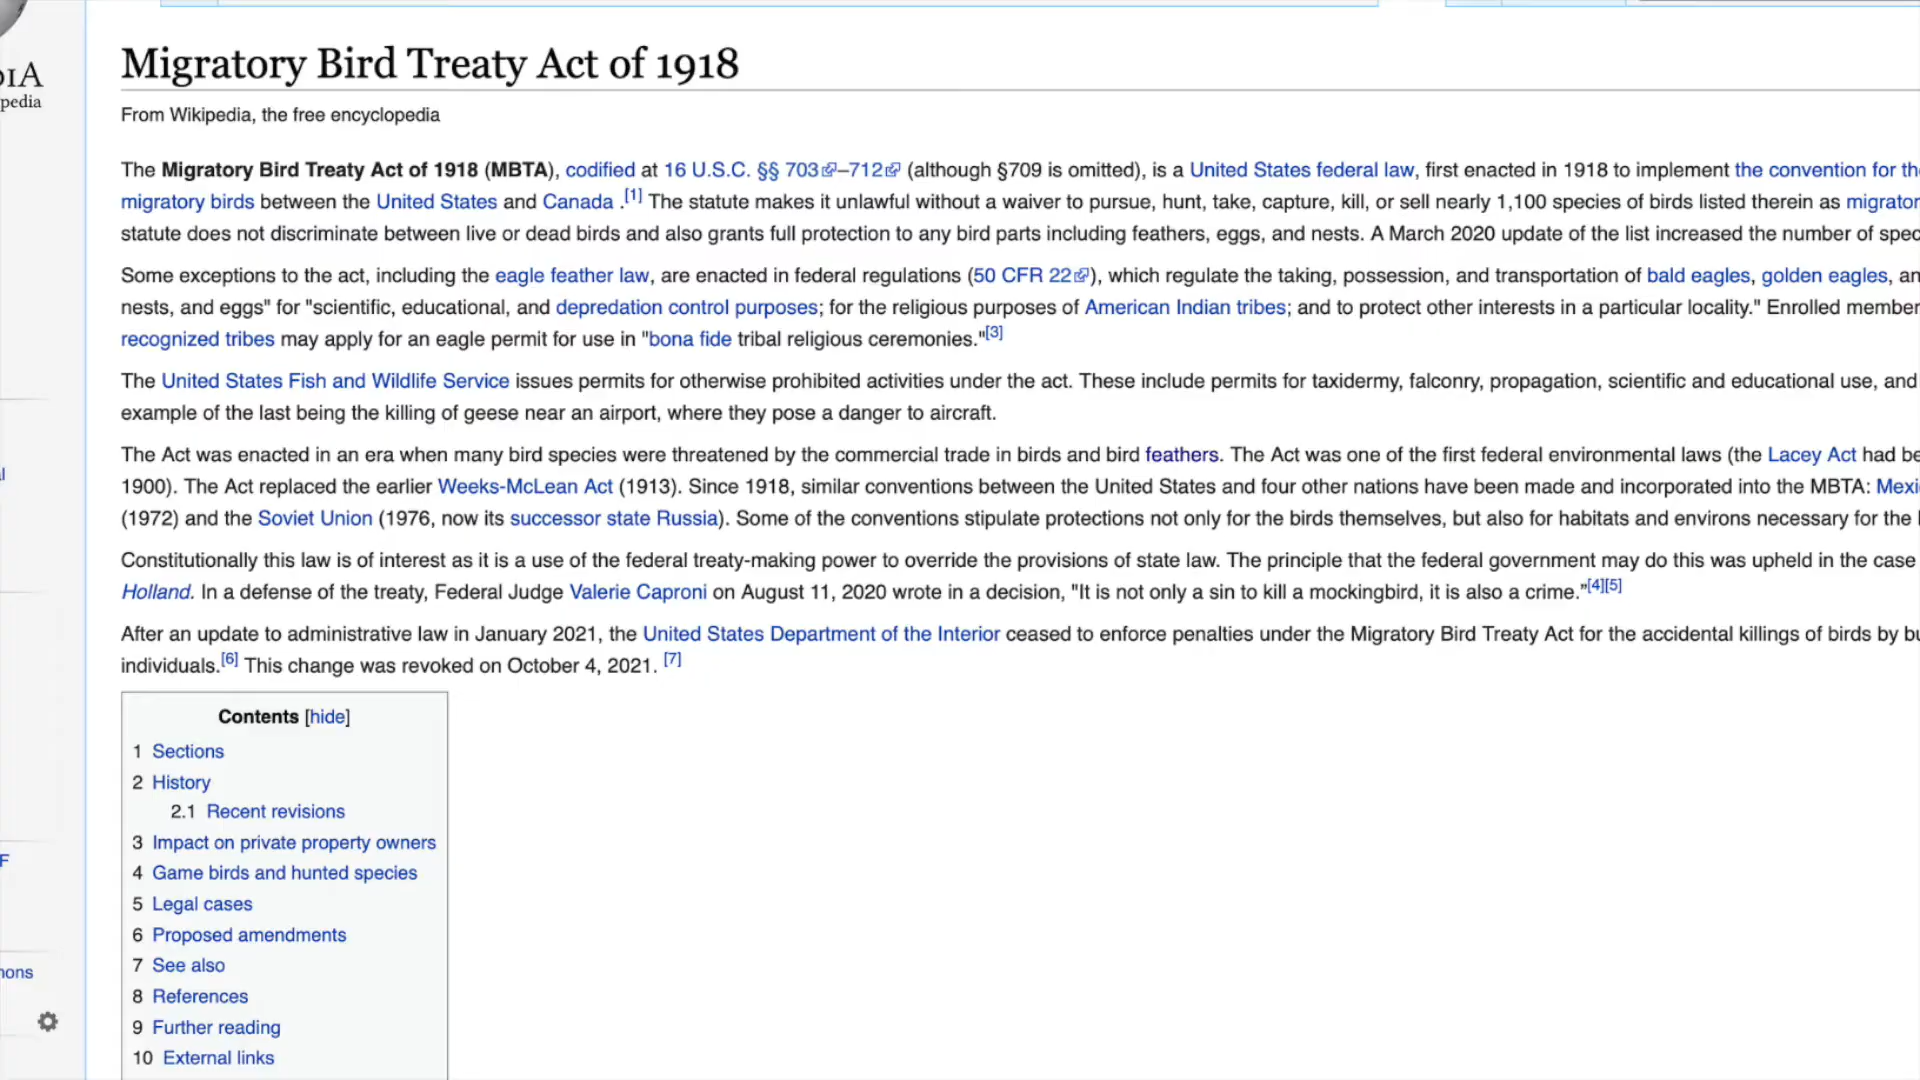 IA
pedia
Migratory Bird Treaty Act of 1918
From Wikipedia, the free encyclopedia
The Migratory Bird Treaty Act of 1918 (MBTA), codified at 16 U.S.C. §§ 703–712 (although §709 is omitted), is a United States federal law, first enacted in 1918 to implement the convention for th
migratory birds between the United States and Canada .[1] The statute makes it unlawful without a waiver to pursue, hunt, take, capture, kill, or sell nearly 1,100 species of birds listed therein as migrator
statute does not discriminate between live or dead birds and also grants full protection to any bird parts including feathers, eggs, and nests. A March 2020 update of the list increased the number of spec
Some exceptions to the act, including the eagle feather law, are enacted in federal regulations (50 CFR 22), which regulate the taking, possession, and transportation of bald eagles, golden eagles, an
nests, and eggs" for "scientific, educational, and depredation control purposes; for the religious purposes of American Indian tribes; and to protect other interests in a particular locality." Enrolled member
recognized tribes may apply for an eagle permit for use in "bona fide tribal religious ceremonies."[3]
The United States Fish and Wildlife Service issues permits for otherwise prohibited activities under the act. These include permits for taxidermy, falconry, propagation, scientific and educational use, and
example of the last being the killing of geese near an airport, where they pose a danger to aircraft.
The Act was enacted in an era when many bird species were threatened by the commercial trade in birds and bird feathers. The Act was one of the first federal environmental laws (the Lacey Act had be
1900). The Act replaced the earlier Weeks-McLean Act (1913). Since 1918, similar conventions between the United States and four other nations have been made and incorporated into the MBTA: Mexi
(1972) and the Soviet Union (1976, now its successor state Russia). Some of the conventions stipulate protections not only for the birds themselves, but also for habitats and environs necessary for the
Constitutionally this law is of interest as it is a use of the federal treaty-making power to override the provisions of state law. The principle that the federal government may do this was upheld in the case
Holland. In a defense of the treaty, Federal Judge Valerie Caproni on August 11, 2020 wrote in a decision, "It is not only a sin to kill a mockingbird, it is also a crime.”[4][5]
After an update to administrative law in January 2021, the United States Department of the Interior ceased to enforce penalties under the Migratory Bird Treaty Act for the accidental killings of birds by bu
individuals.[6] This change was revoked on October 4, 2021. [7]
Contents [hide]
1 Sections
2 History
2.1 Recent revisions
3 Impact on private property owners
4 Game birds and hunted species
5 Legal cases
6 Proposed amendments
7 See also
8 References
9 Further reading
10 External links
F
nons